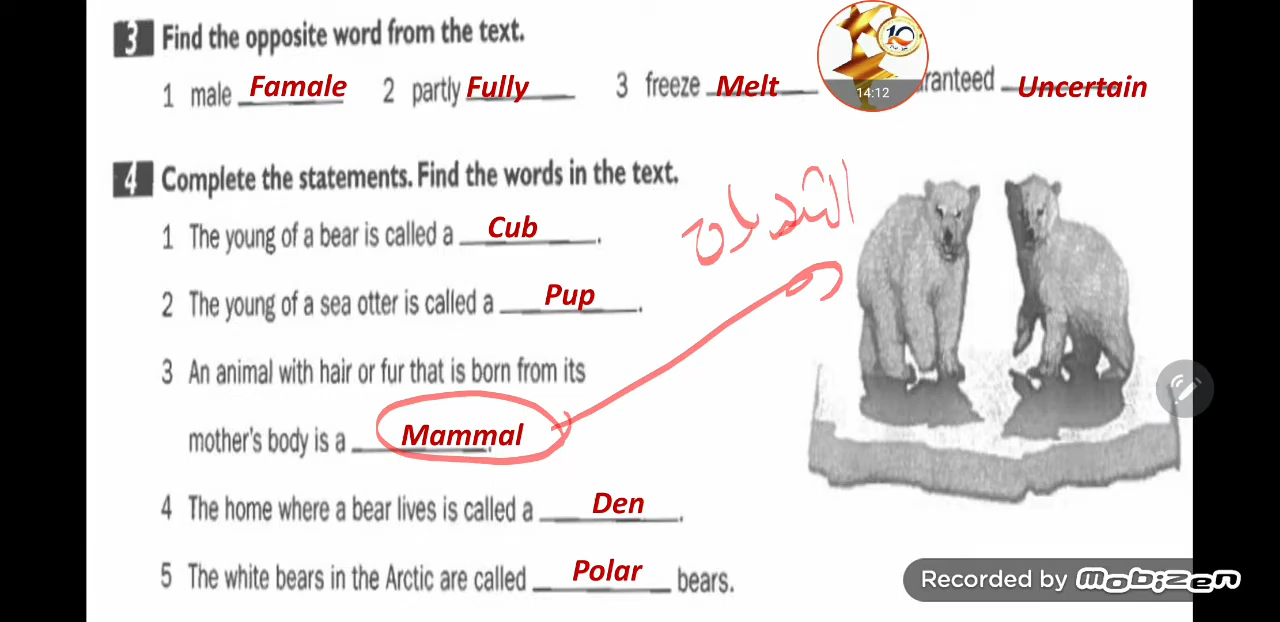 3 Find the opposite word from the text.
1 male Famale 2 partly Fully 3 freeze Melt ranteed Uncertain
10
14:12
4 Complete the statements. Find the words in the text.
1 The young of a bear is called a Cub.
2 The young of a sea otter is called a Pup.
3 An animal with hair or fur that is born from its
mother's body is a Mammal.
4 The home where a bear lives is called a Den.
5 The white bears in the Arctic are called Polar bears.
Recorded by mobizen